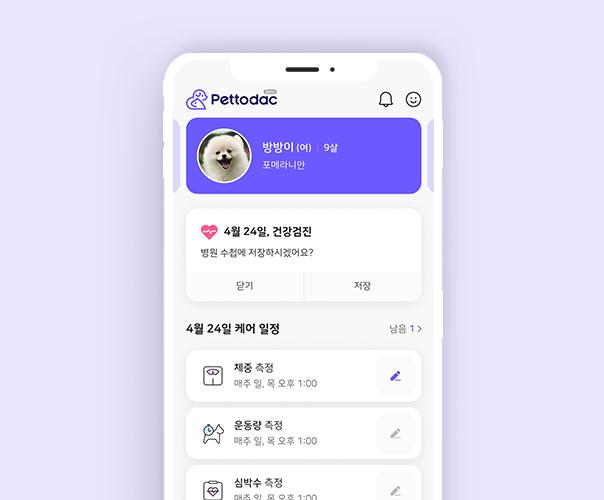 Pettodac Beta
방방이 (여) | 9살
포메라니안
4월 24일, 건강검진
병원 수첩에 저장하시겠어요?
닫기 저장
4월 24일 케어 일정 남음 1 >
체중 측정
매주 일, 목 오후 1:00
운동량 측정
매주 일, 목 오후 1:00
심박수 측정
매주 일, 목 오후 1:00